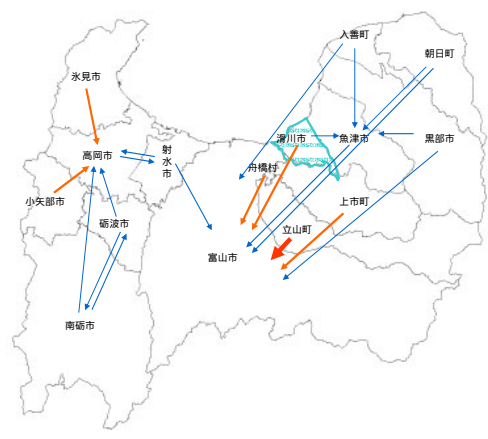 入善町
朝日町
氷見市
滑川市
魚津市
黒部市
高岡市
射
水
市
舟橋村
小矢部市
上市町
砺波市
立山町
富山市
南砺市